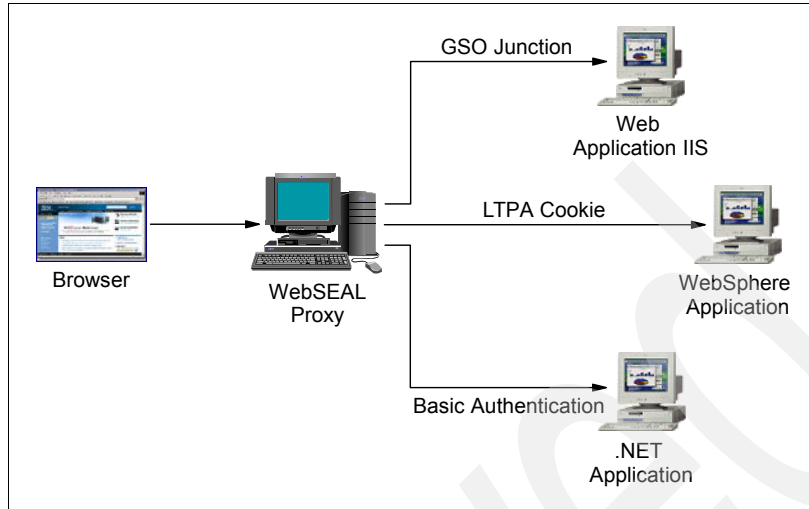 GSO Junction
Web
Application IIS
LTPA Cookie
Browser
WebSEAL
Proxy
WebSphere
Application
Basic Authentication
.NET
Application